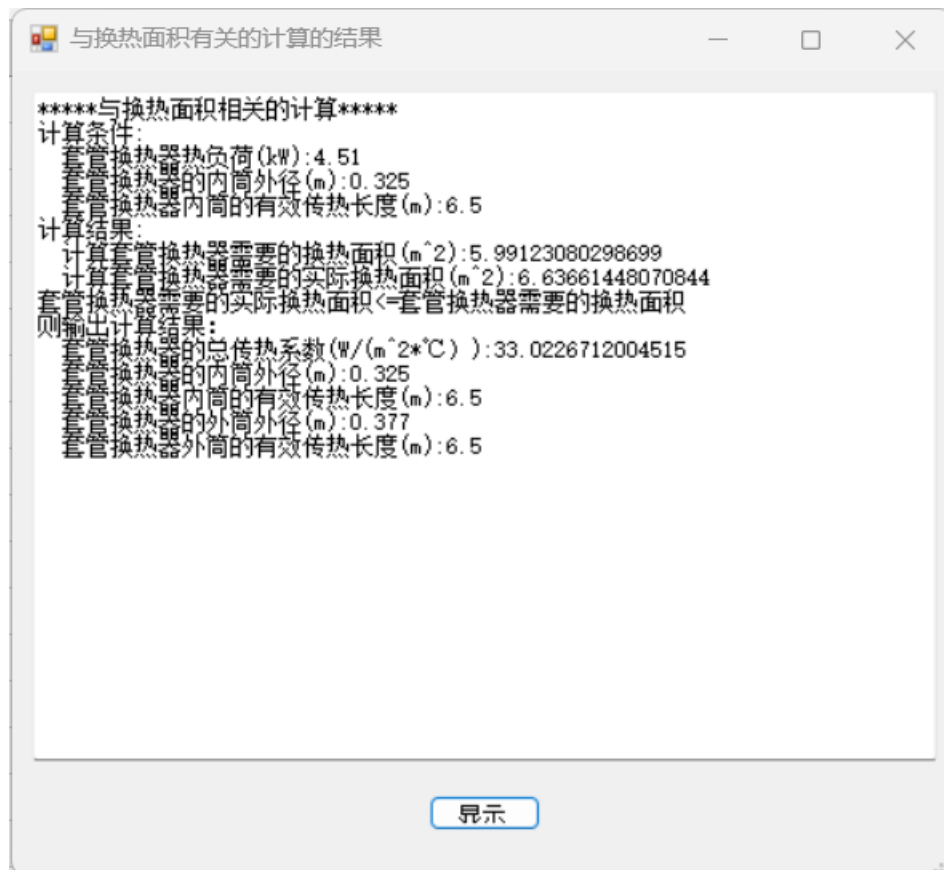 与换热面积有关的计算的结果
*****与换热面积相关的计算*****
计算条件:
套管换热器热负荷(kW):4.51
套管换热器的内筒外径(m):0.325
套管换热器内筒的有效传热长度(m):6.5
计算结果:
计算套管换热器需要的换热面积(m^2):5.99123080298699
计算套管换热器需要的实际换热面积(m^2):6.63661448070844
套管换热器需要的实际换热面积<=套管换热器需要的换热面积
则输出计算结果:
套管换热器的总传热系数(W/(m^2*℃) ):33.0226712004515
套管换热器的内筒外径(m):0.325
套管换热器内筒的有效传热长度(m):6.5
套管换热器的外筒外径(m):0.377
套管换热器外筒的有效传热长度(m):6.5
显示